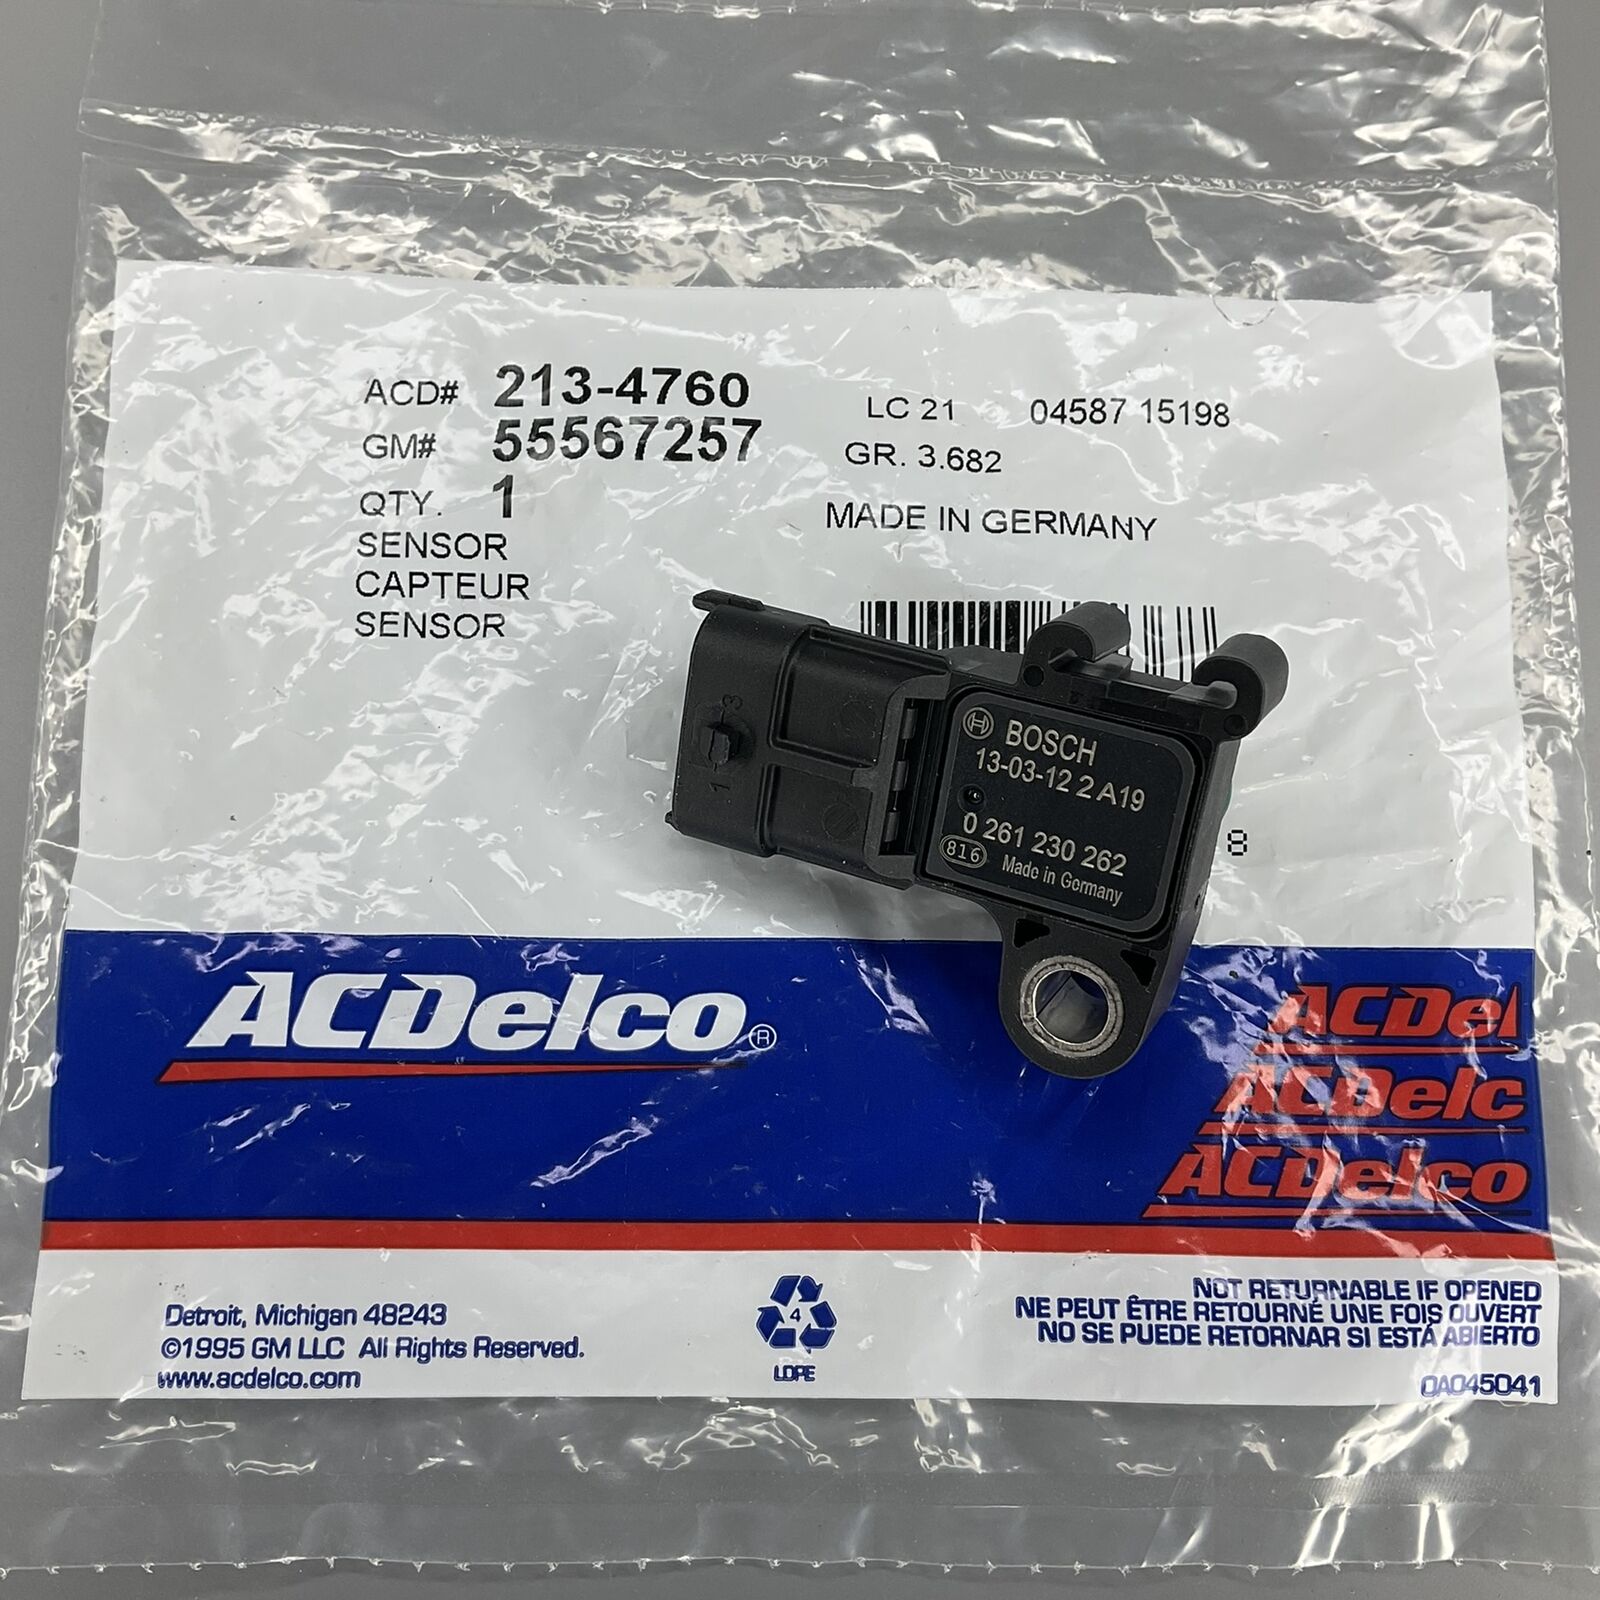 ACD# 213-4760
GM# 55567257
QTY. 1
SENSOR
CAPTEUR
SENSOR
LC 21 04587 15198
GR. 3.682
MADE IN GERMANY
1 3
BOSCH
13-03-12 2 A19
0 261 230 262
816 Made in Germany
8
ACDelco®
ACDel
ACDelc
ACDelco
Detroit, Michigan 48243
©1995 GM LLC All Rights Reserved.
www.acdelco.com
4
LDPE
NOT RETURNABLE IF OPENED
NE PEUT ÊTRE RETOURNÉ UNE FOIS OUVERT
NO SE PUEDE RETORNAR SI ESTÁ ABIERTO
0A045041